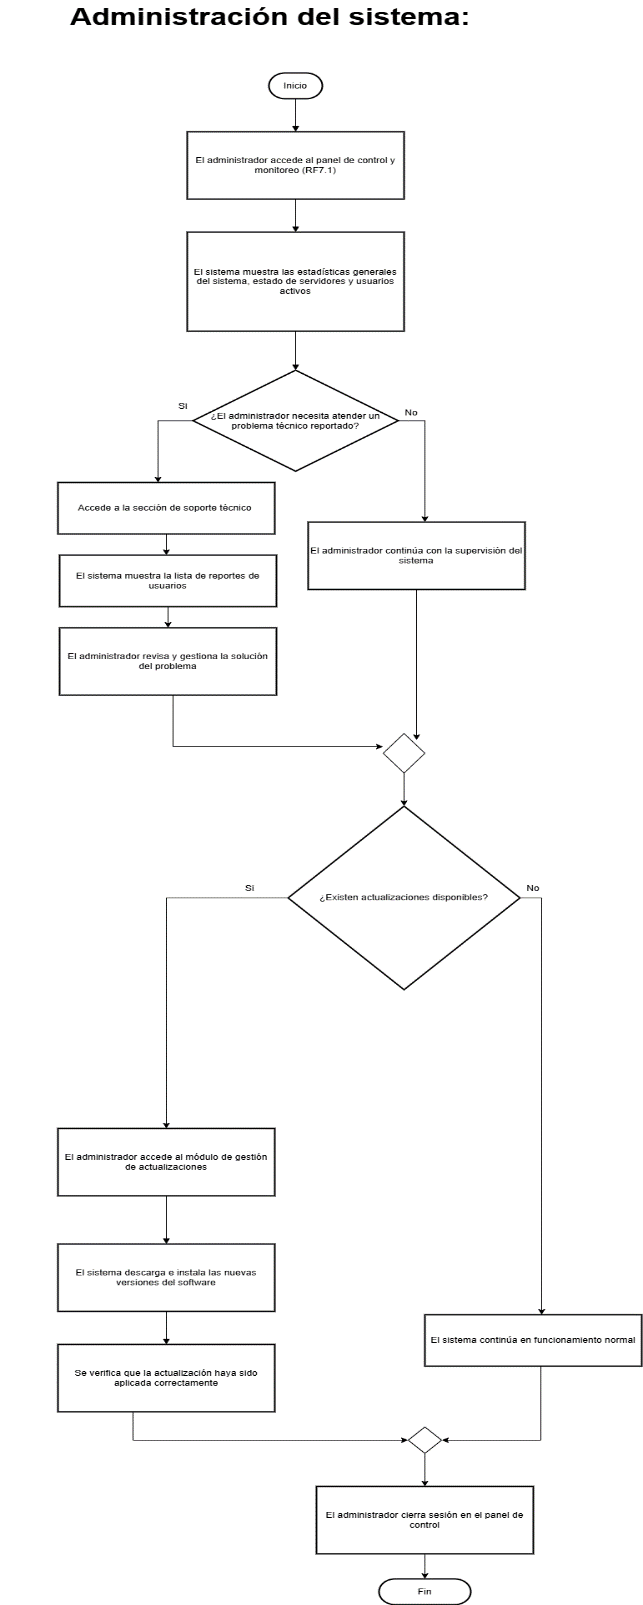 Administración del sistema:
Inicio
El administrador accede al panel de control y
monitoreo (RF7.1)
El sistema muestra las estadísticas generales
del sistema, estado de servidores y usuarios
activos
¿El administrador necesita atender un
problema técnico reportado?
Sí
No
Accede a la sección de soporte técnico
El sistema muestra la lista de reportes de
usuarios
El administrador revisa y gestiona la solución
del problema
El administrador continúa con la supervisión del
sistema
¿Existen actualizaciones disponibles?
Sí
No
El administrador accede al módulo de gestión
de actualizaciones
El sistema descarga e instala las nuevas
versiones del software
Se verifica que la actualización haya sido
aplicada correctamente
El sistema continúa en funcionamiento normal
El administrador cierra sesión en el panel de
control
Fin